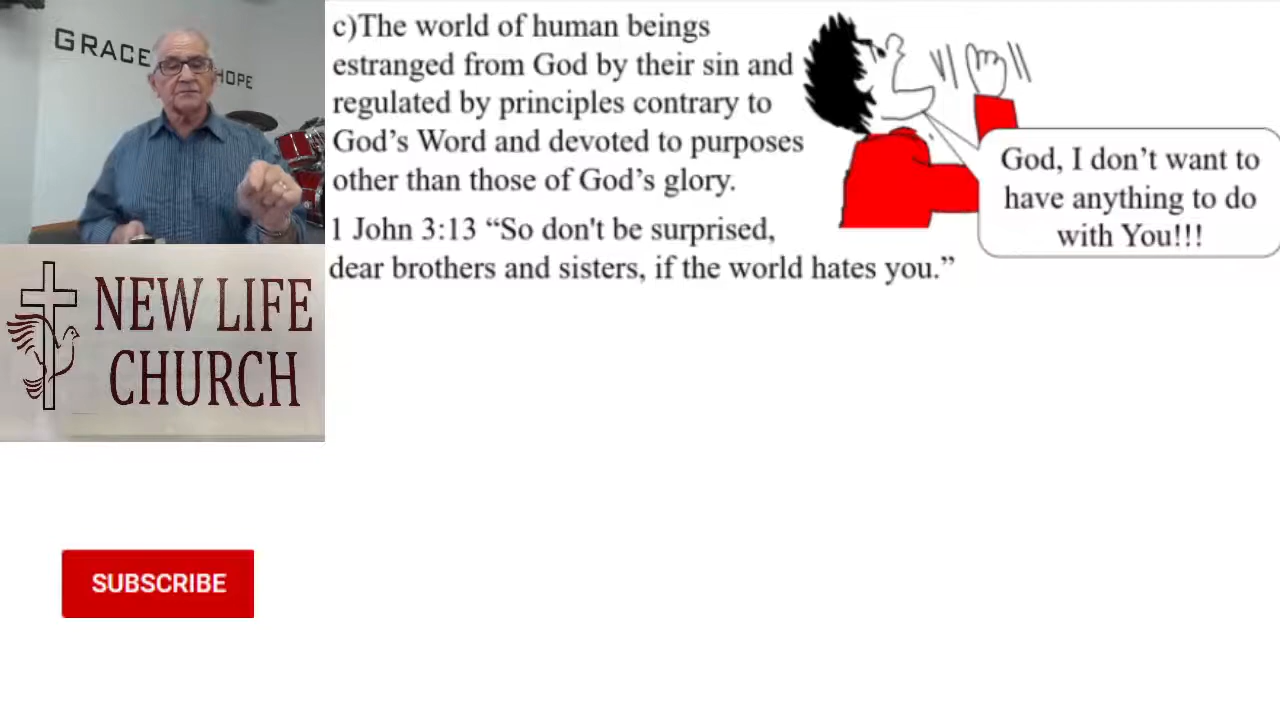 GRACE
HOPE
NEW LIFE
CHURCH
SUBSCRIBE
c)The world of human beings
estranged from God by their sin and
regulated by principles contrary to
God’s Word and devoted to purposes
other than those of God’s glory.
1 John 3:13 “So don't be surprised,
dear brothers and sisters, if the world hates you.”
God, I don’t want to
have anything to do
with You!!!